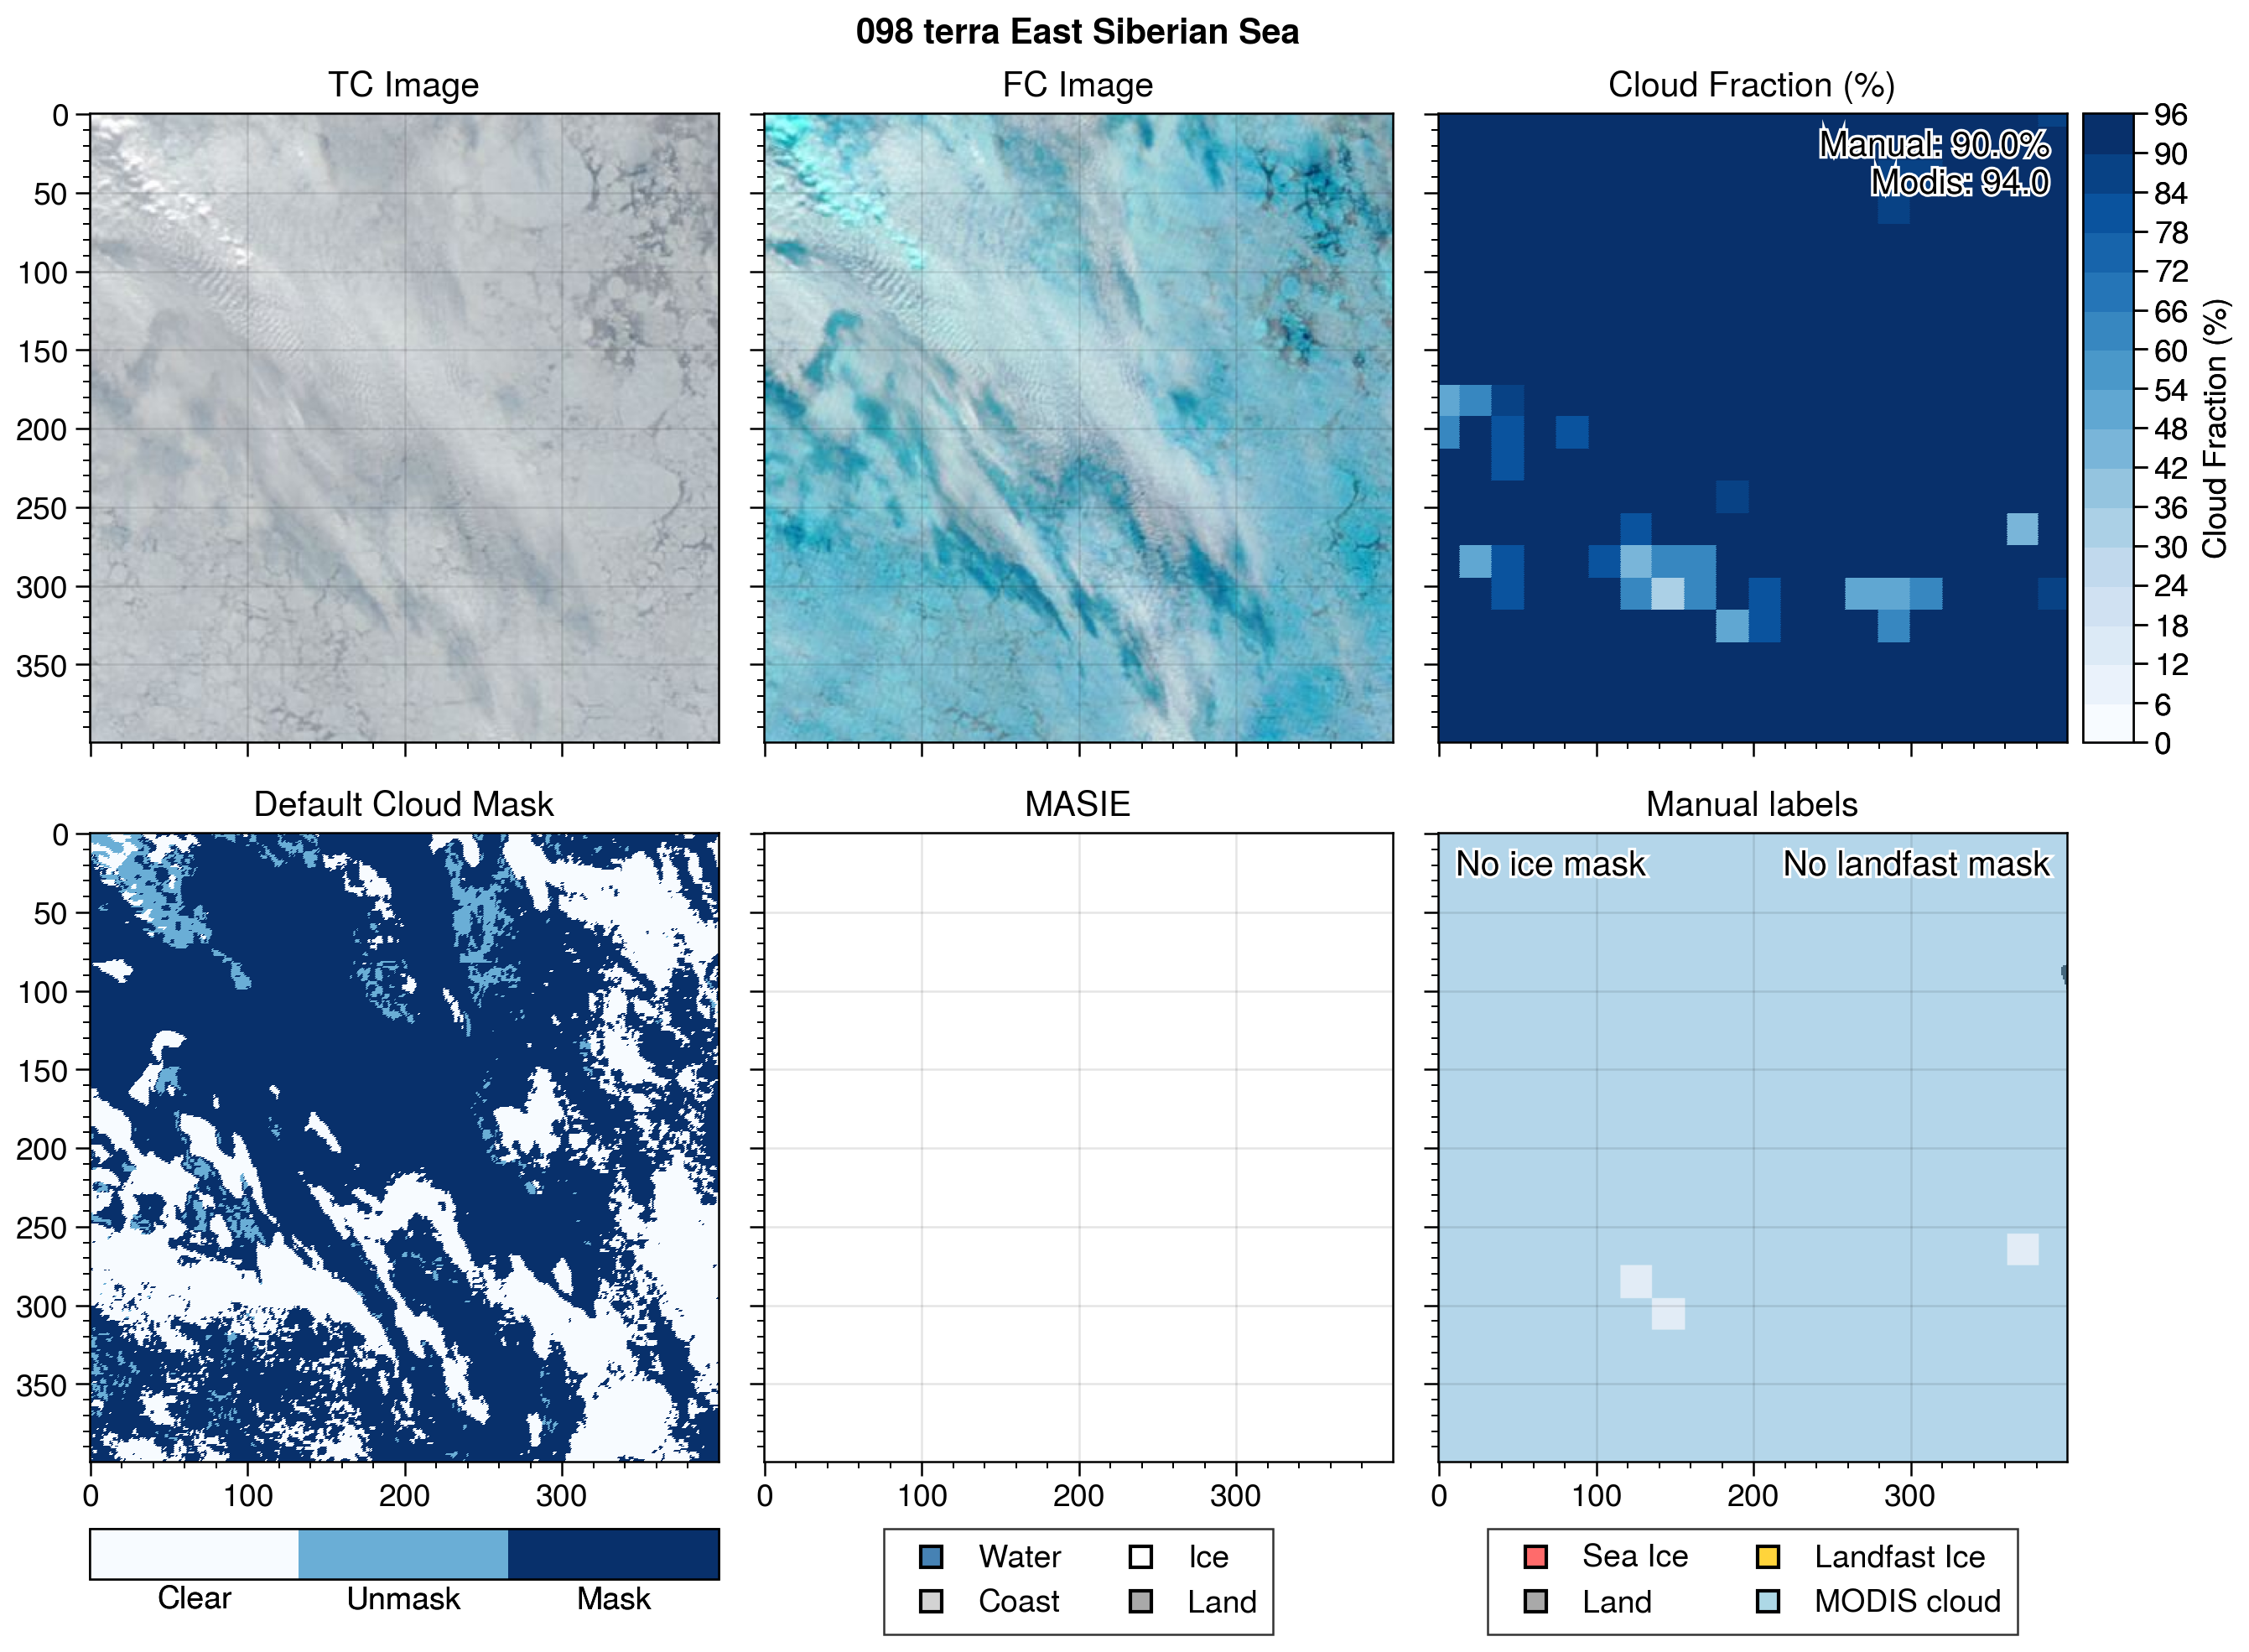 098 terra East Siberian Sea
TC Image
FC Image
Cloud Fraction (%)
0
50
100
150
200
250
300
350
Manual: 90.0%
Modis: 94.0
96
90
84
78
72
66
60
54
48
42
36
30
24
18
12
6
0
Cloud Fraction (%)
Default Cloud Mask
MASIE
Manual labels
0
50
100
150
200
250
300
350
No ice mask
No landfast mask
0 100 200 300
0 100 200 300
0 100 200 300
Clear Unmask Mask
Water Ice
Coast Land
Sea Ice Landfast Ice
Land MODIS cloud